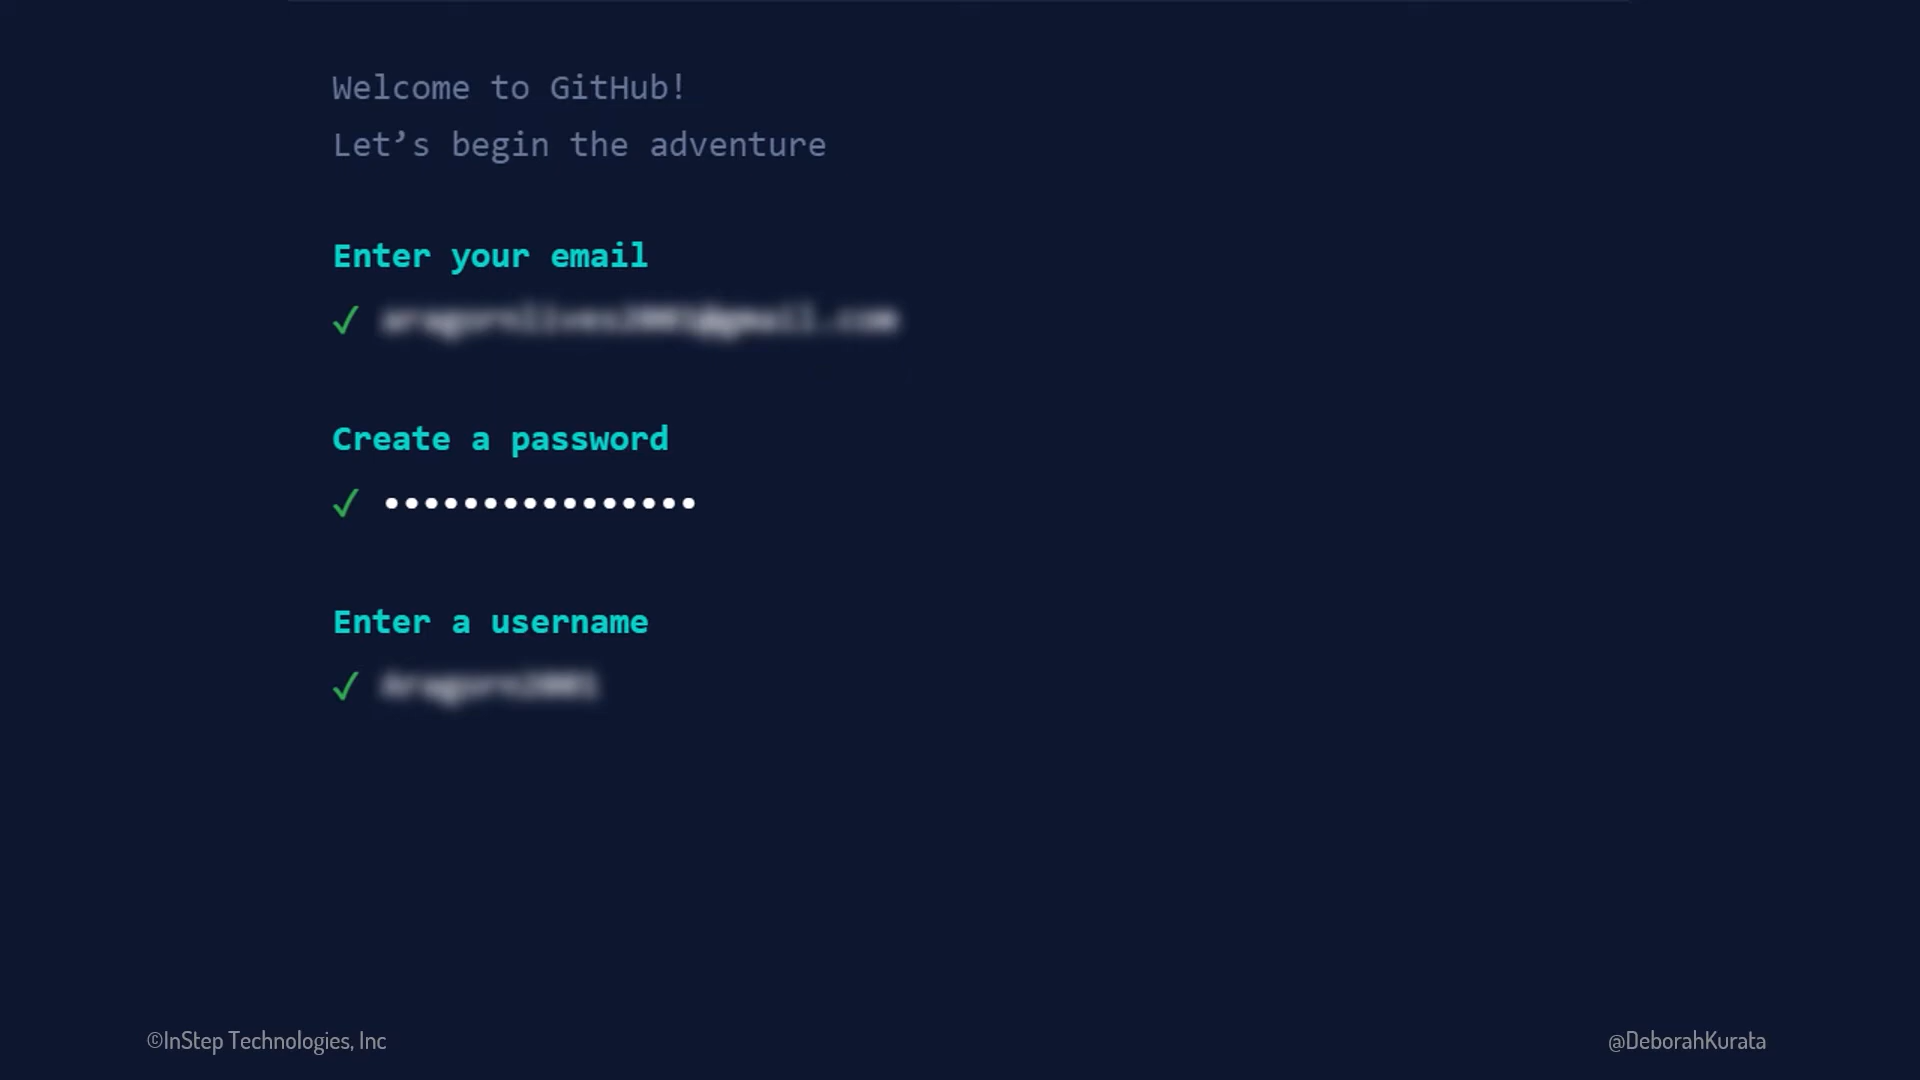 Welcome to GitHub!
Let’s begin the adventure
Enter your email
✓
Create a password
✓ ••••••••••••••••
Enter a username
✓
©InStep Technologies, Inc
@DeborahKurata